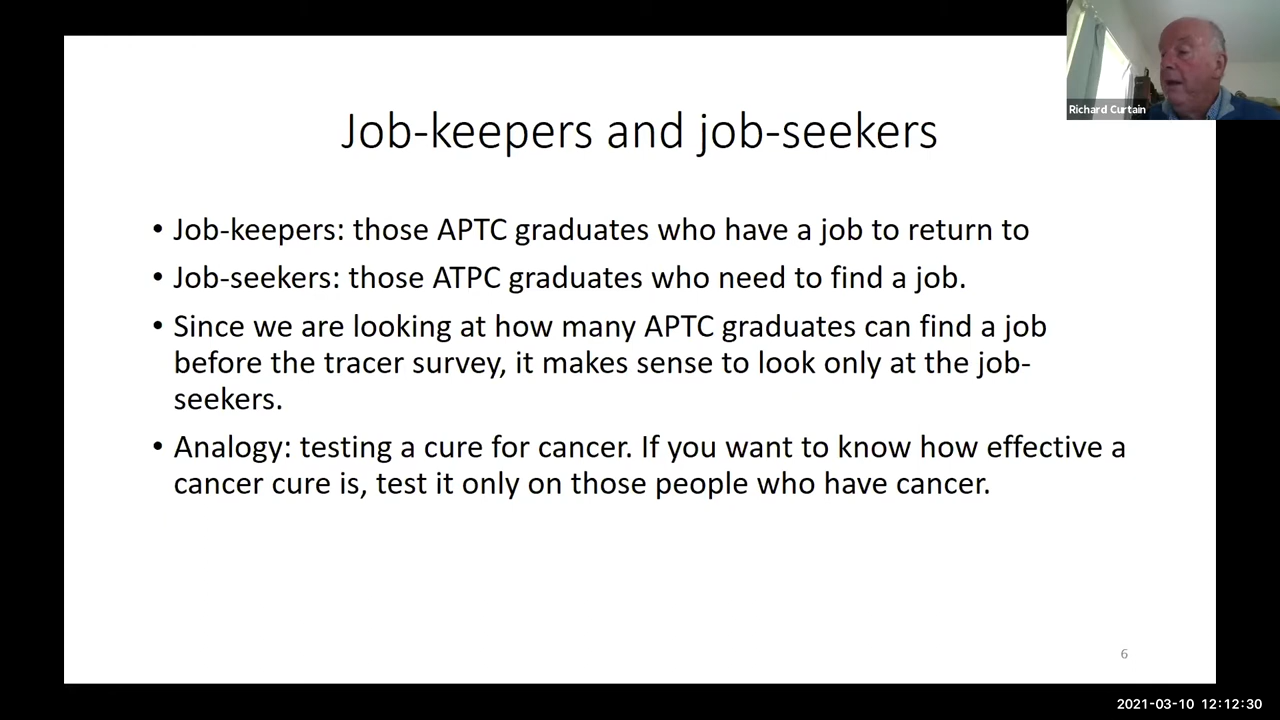 Richard Curtain
Job-keepers and job-seekers
• Job-keepers: those APTC graduates who have a job to return to
• Job-seekers: those ATPC graduates who need to find a job.
• Since we are looking at how many APTC graduates can find a job
before the tracer survey, it makes sense to look only at the job-
seekers.
• Analogy: testing a cure for cancer. If you want to know how effective a
cancer cure is, test it only on those people who have cancer.
6
2021-03-10 12:12:30